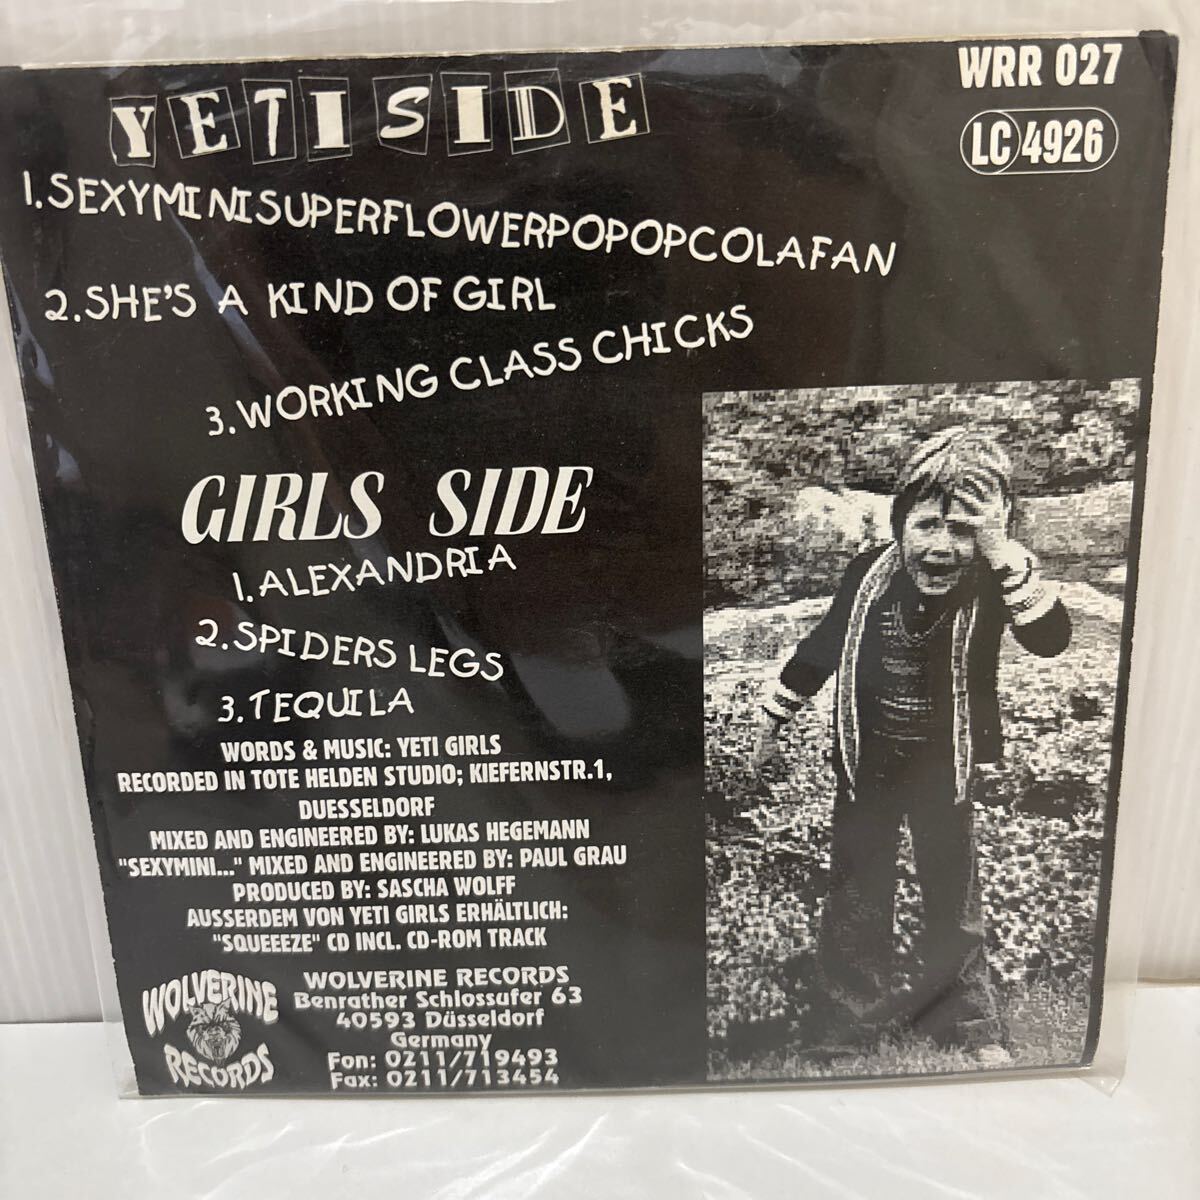 YETI SIDE
WRR 027
LC 4926
1.SEXYMINISUPERFLOWERPOPOPCOLAFAN
2.SHE'S A KIND OF GIRL
3.WORKING CLASS CHICKS
GIRLS SIDE
1.ALEXANDRIA
2.SPIDERS LEGS
3.TEQUILA
WORDS & MUSIC: YETI GIRLS
RECORDED IN TOTE HELDEN STUDIO; KIEFERNSTR.1,
DUESSELDORF
MIXED AND ENGINEERED BY: LUKAS HEGEMANN
"SEXYMINI..." MIXED AND ENGINEERED BY: PAUL GRAU
PRODUCED BY: SASCHA WOLFF
AUSSERDEM VON YETI GIRLS ERHÄLTLICH:
"SQUEEEZE" CD INCL. CD-ROM TRACK
WOLVERINE
RECORDS
WOLVERINE RECORDS
Benrather Schlossufer 63
40593 Düsseldorf
Germany
Fon: 0211/719493
Fax: 0211/713454